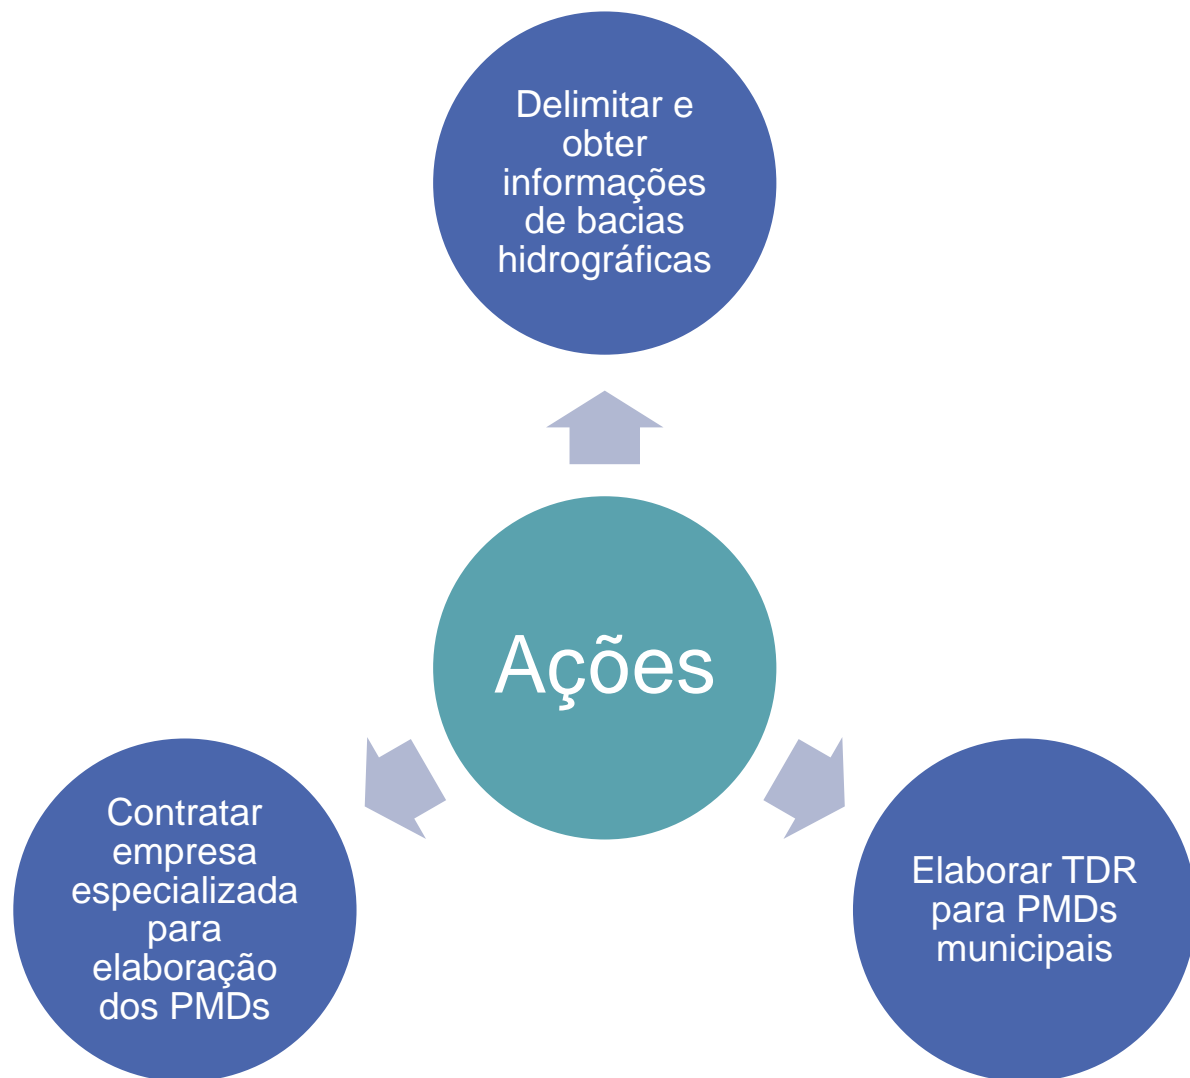 Delimitar e
obter
informações
de bacias
hidrográficas
Ações
Contratar
empresa
especializada
para
elaboração
dos PMDs
Elaborar TDR
para PMDs
municipais